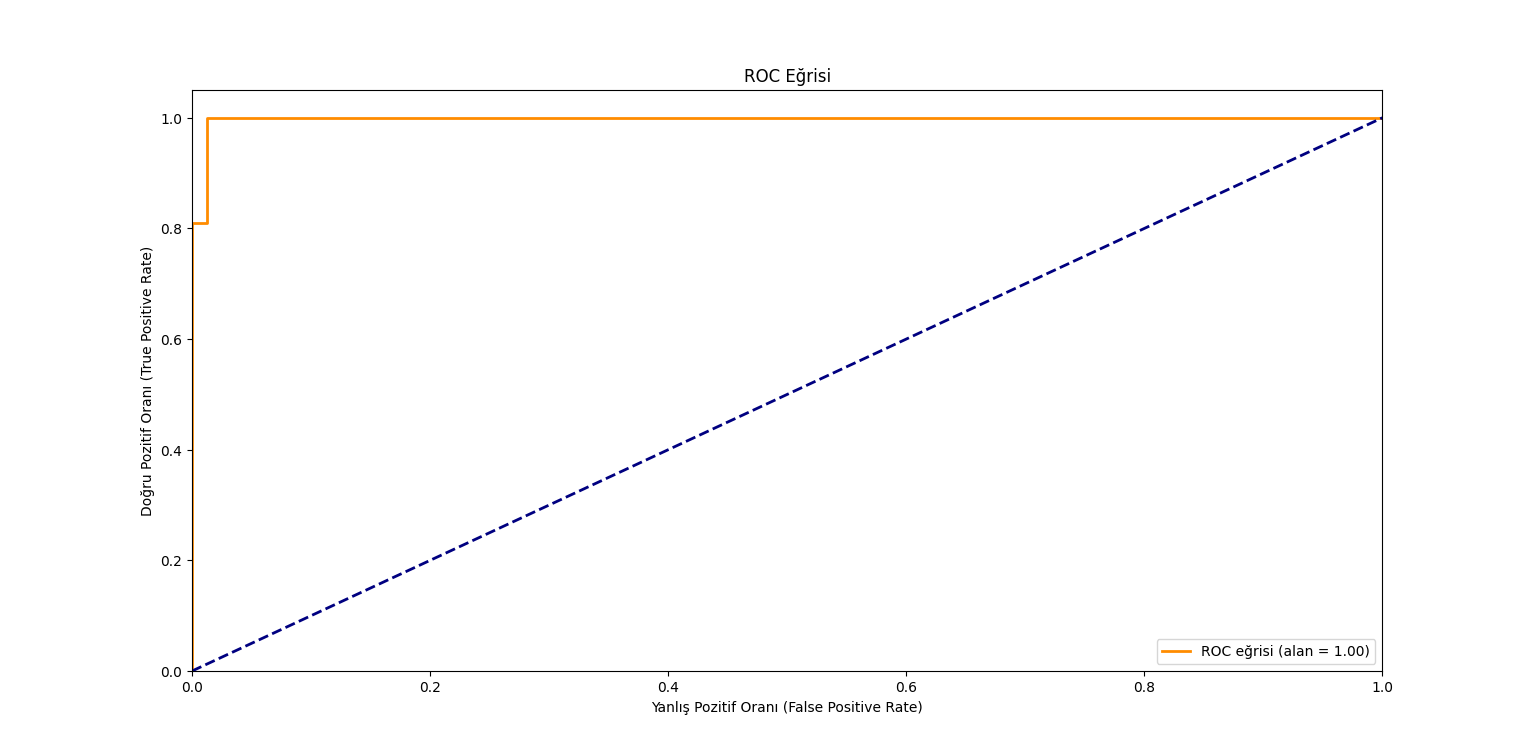 ROC Eğrisi
1.0
0.8
0.6
0.4
0.2
0.0
Doğru Pozitif Oranı (True Positive Rate)
ROC eğrisi (alan = 1.00)
0.0 0.2 0.4 0.6 0.8 1.0
Yanlış Pozitif Oranı (False Positive Rate)